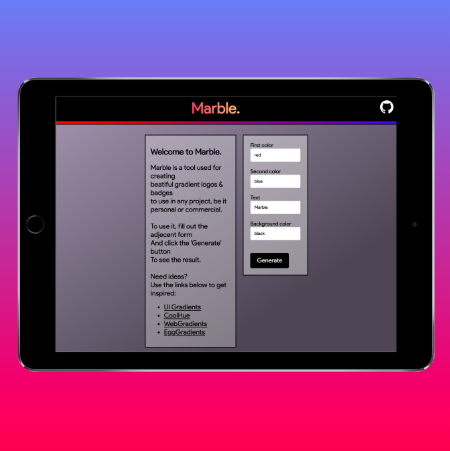 Marble.
Welcome to Marble.
Marble is a tool used for
creating
beatiful gradient logos &
badges
to use in any project, be it
personal or commercial.
To use it, fill out the
adjecent form
And click the 'Generate'
button
To see the result.
Need ideas?
Use the links below to get
inspired:
UI Gradients
CoolHue
WebGradients
EggGradients
First color
red
Second color
blue
Text
Marble
Background color
black
Generate